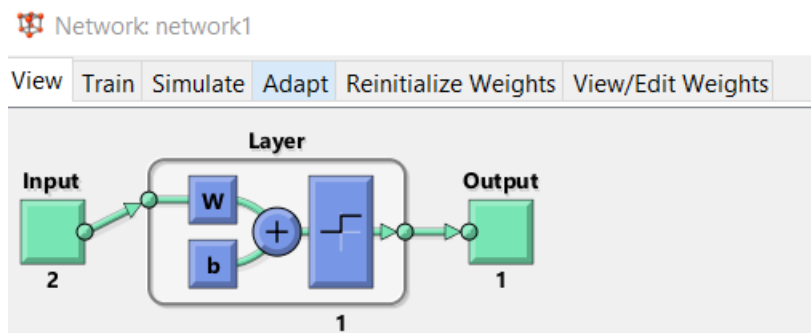 Network: network1
View Train Simulate Adapt Reinitialize Weights View/Edit Weights
Layer
Input
Output
W
+
b
2
1
1